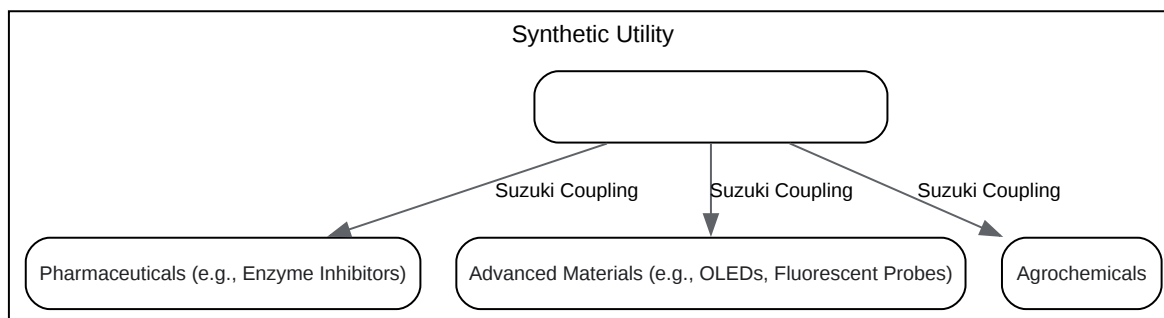 Synthetic Utility
Suzuki Coupling
Suzuki Coupling
Suzuki Coupling
Pharmaceuticals (e.g., Enzyme Inhibitors)
Advanced Materials (e.g., OLEDs, Fluorescent Probes)
Agrochemicals